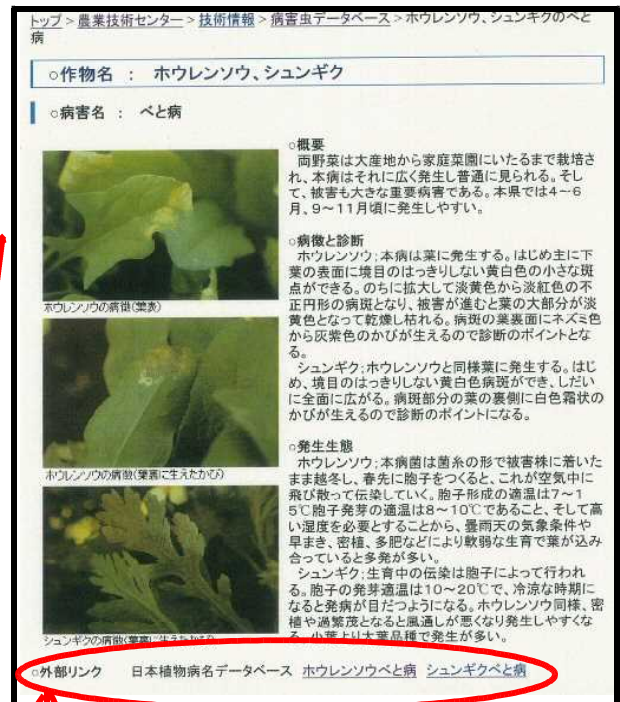 トップ > 農業技術センター > 技術情報 > 病害虫データベース > ホウレンソウ、シュンギクのべと
病
○作物名 ： ホウレンソウ、シュンギク
○病害名 ： べと病
○概要
両野菜は大産地から家庭菜園にいたるまで栽培さ
れ、本病はそれに広く発生し普通に見られる。そし
て、被害も大きな重要病害である。本県では4～6
月、9～11月頃に発生しやすい。
○病徴と診断
ホウレンソウ;本病は葉に発生する。はじめ主に下
葉の表面に境目のはっきりしない黄白色の小さな斑
点ができる。のちに拡大して淡黄色から淡紅色の不
正円形の病斑となり、被害が進むと葉の大部分が淡
黄色となって乾燥し枯れる。病斑の葉裏面にネズミ色
から灰紫色のかびが生えるので診断のポイントとな
る。
シュンギク;ホウレンソウと同様葉に発生する。はじ
め、境目のはっきりしない黄白色病斑ができ、しだい
に全面に広がる。病斑部分の葉の裏側に白色霜状の
かびが生えるので診断のポイントになる。
○発生生態
ホウレンソウ;本病菌は菌糸の形で被害株に着いた
まま越冬し、春先に胞子をつくると、これが空気中に
飛び散って伝染していく。胞子形成の適温は7～1
5℃胞子発芽の適温は8～10℃であること、そして高
い湿度を必要とすることから、曇雨天の気象条件や
早まき、密植、多肥などにより軟弱な生育で葉が込み
合っていると多発が多い。
シュンギク;生育中の伝染は胞子によって行われ
る。胞子の発芽適温は10～20℃で、冷涼な時期に
なると発病が目だつようになる。ホウレンソウ同様、密
植や過繁茂となると風通しが悪くなり発生しやすくな
る。小葉より大葉品種で発生が多い。
ホウレンソウの病徴(葉表)
ホウレンソウの病徴(葉裏に生えたかび)
シュンギクの病徴(葉裏に生えたかび)
○外部リンク 日本植物病名データベース ホウレンソウべと病 シュンギクべと病